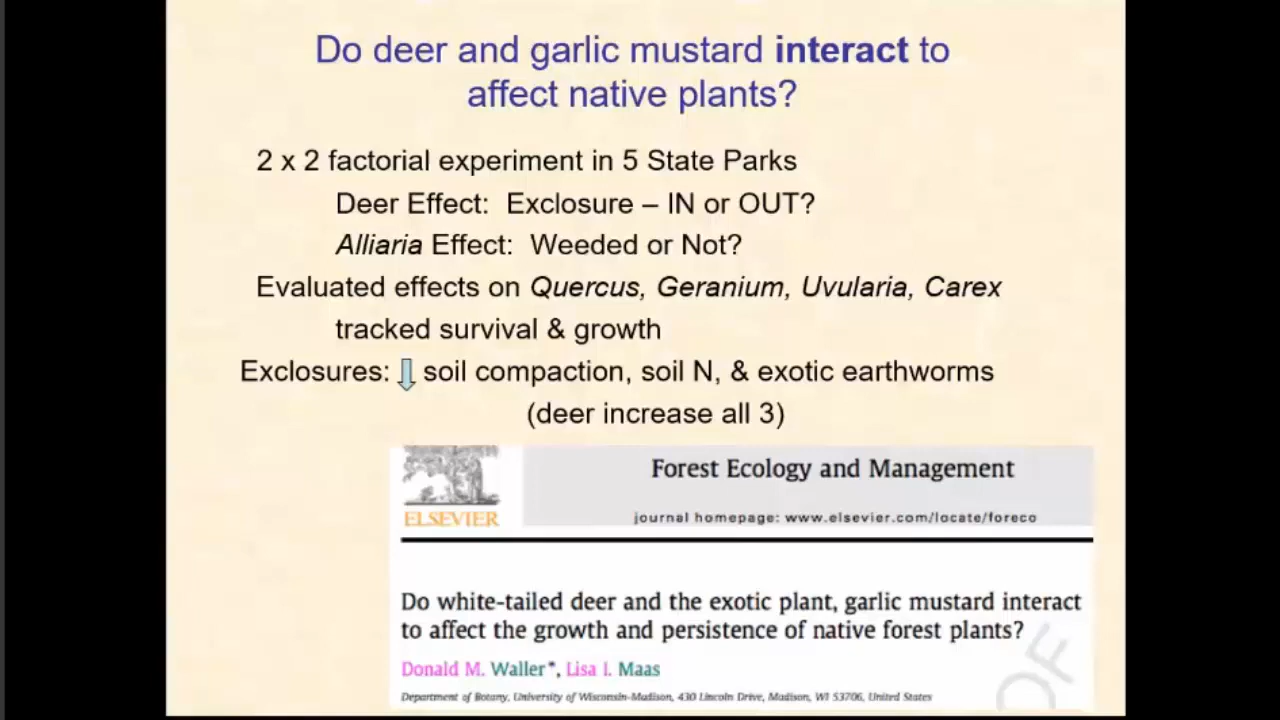 Do deer and garlic mustard interact to
affect native plants?
2 x 2 factorial experiment in 5 State Parks
Deer Effect: Exclosure – IN or OUT?
Alliaria Effect: Weeded or Not?
Evaluated effects on Quercus, Geranium, Uvularia, Carex
tracked survival & growth
Exclosures: soil compaction, soil N, & exotic earthworms
(deer increase all 3)
Forest Ecology and Management
ELSEVIER
journal homepage: www.elsevier.com/locate/foreco
Do white-tailed deer and the exotic plant, garlic mustard interact
to affect the growth and persistence of native forest plants?
Donald M. Waller*, Lisa I. Maas
Department of Botany, University of Wisconsin-Madison, 430 Lincoln Drive, Madison, WI 53706, United States
OF